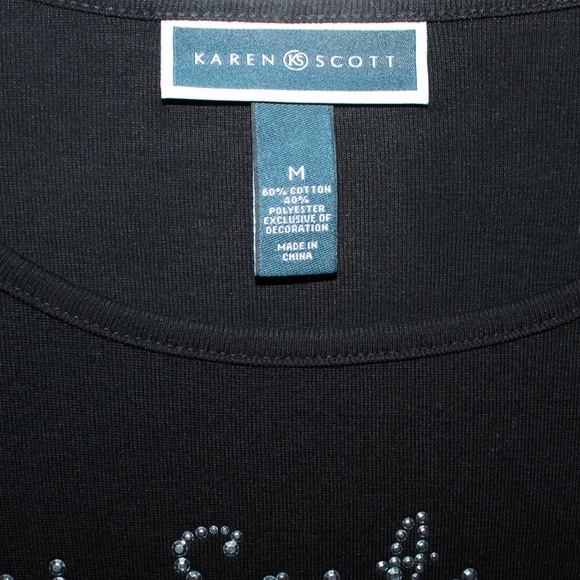 KAREN KS SCOTT
M
60% COTTON
40%
POLYESTER
EXCLUSIVE OF
DECORATION
MADE IN
CHINA